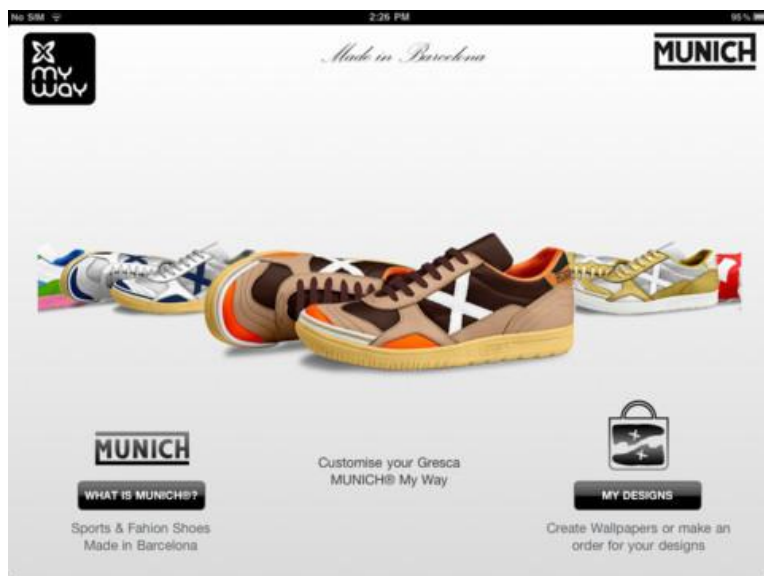 No SIM 2:26 PM 95 %
my
way
Made in Barcelona
MUNICH
MUNICH
WHAT IS MUNICH®?
Sports & Fahion Shoes
Made in Barcelona
Customise your Gresca
MUNICH® My Way
MY DESIGNS
Create Wallpapers or make an
order for your designs